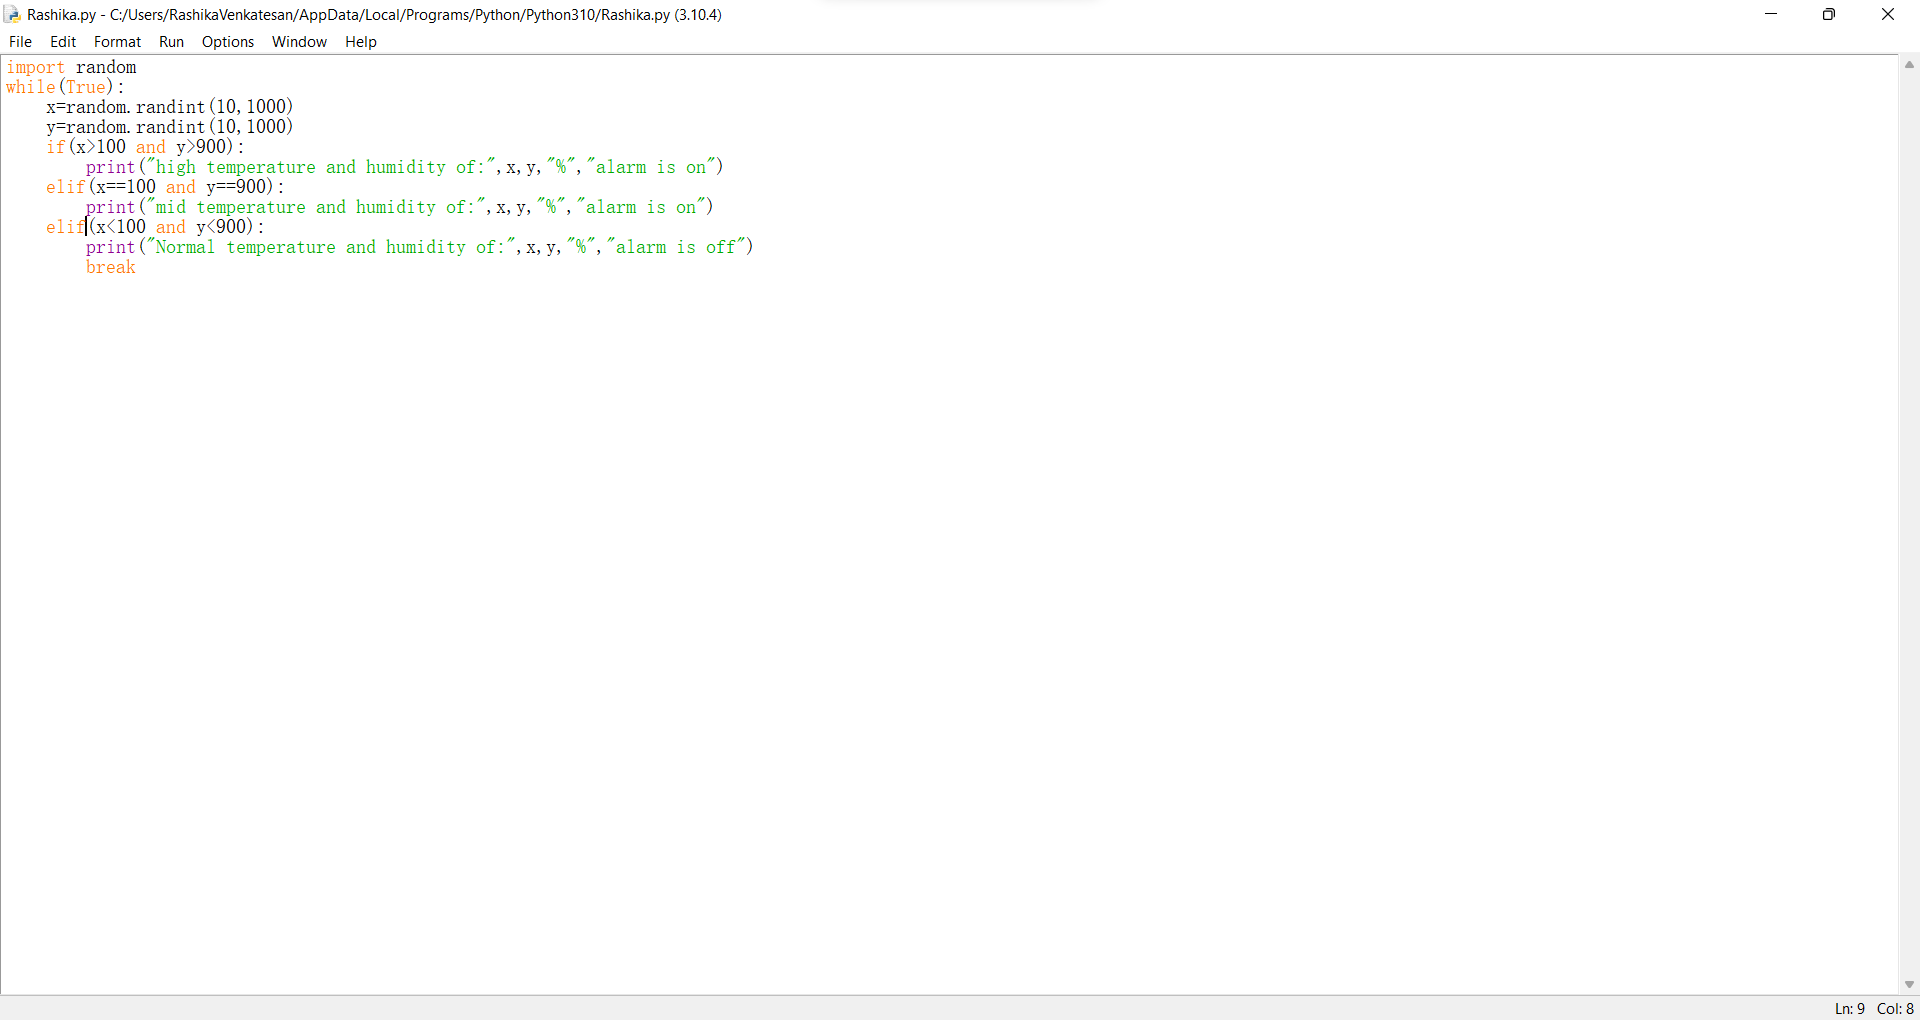 Rashika.py - C:/Users/RashikaVenkatesan/AppData/Local/Programs/Python/Python310/Rashika.py (3.10.4)
File Edit Format Run Options Window Help
import random
while(True):
    x=random.randint(10,1000)
    y=random.randint(10,1000)
    if(x>100 and y>900):
        print("high temperature and humidity of:",x,y,"%","alarm is on")
    elif(x==100 and y==900):
        print("mid temperature and humidity of:",x,y,"%","alarm is on")
    elif(x<100 and y<900):
        print("Normal temperature and humidity of:",x,y,"%","alarm is off")
        break
Ln: 9 Col: 8